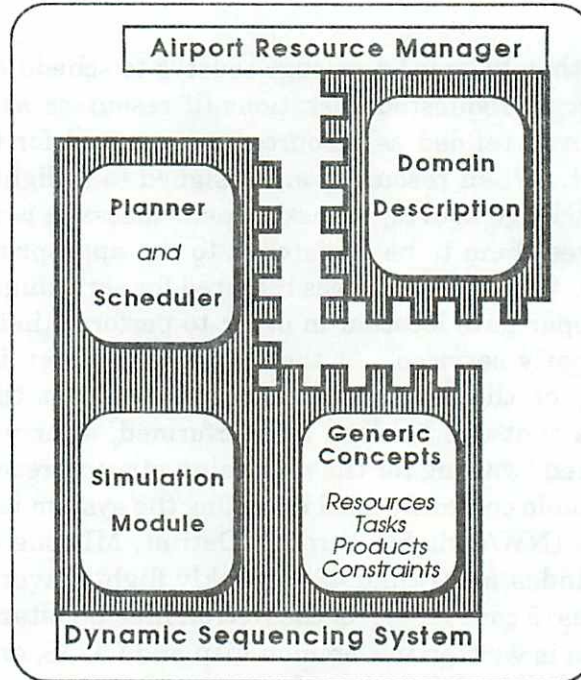 Airport Resource Manager
Domain
Description
Planner
and
Scheduler
Simulation
Module
Generic
Concepts
Resources
Tasks
Products
Constraints
Dynamic Sequencing System